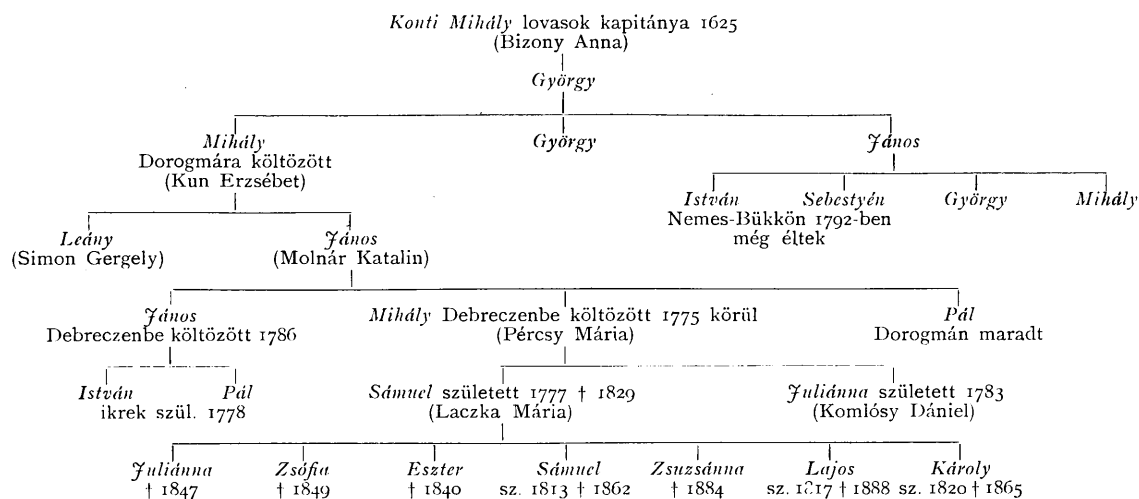 Konti Mihály lovasok kapitánya 1625
(Bizony Anna)
György
Mihály György János
Dorogmára költözött
(Kun Erzsébet)
István Sebestyén György Mihály
Nemes-Bükkön 1792-ben
még éltek
Leány János
(Simon Gergely) (Molnár Katalin)
János Mihály Debreczenbe költözött 1775 körül Pál
Debreczenbe költözött 1786 (Pércsy Mária) Dorogmán maradt
István Pál Sámuel született 1777 † 1829 Juliánna született 1783
ikrek szül. 1778 (Laczka Mária) (Komlósy Dániel)
Juliánna Zsófia Eszter Sámuel Zsuzsánna Lajos Károly
† 1847 † 1849 † 1840 sz. 1813 † 1862 † 1884 sz. 1817 † 1888 sz. 1820 † 1865